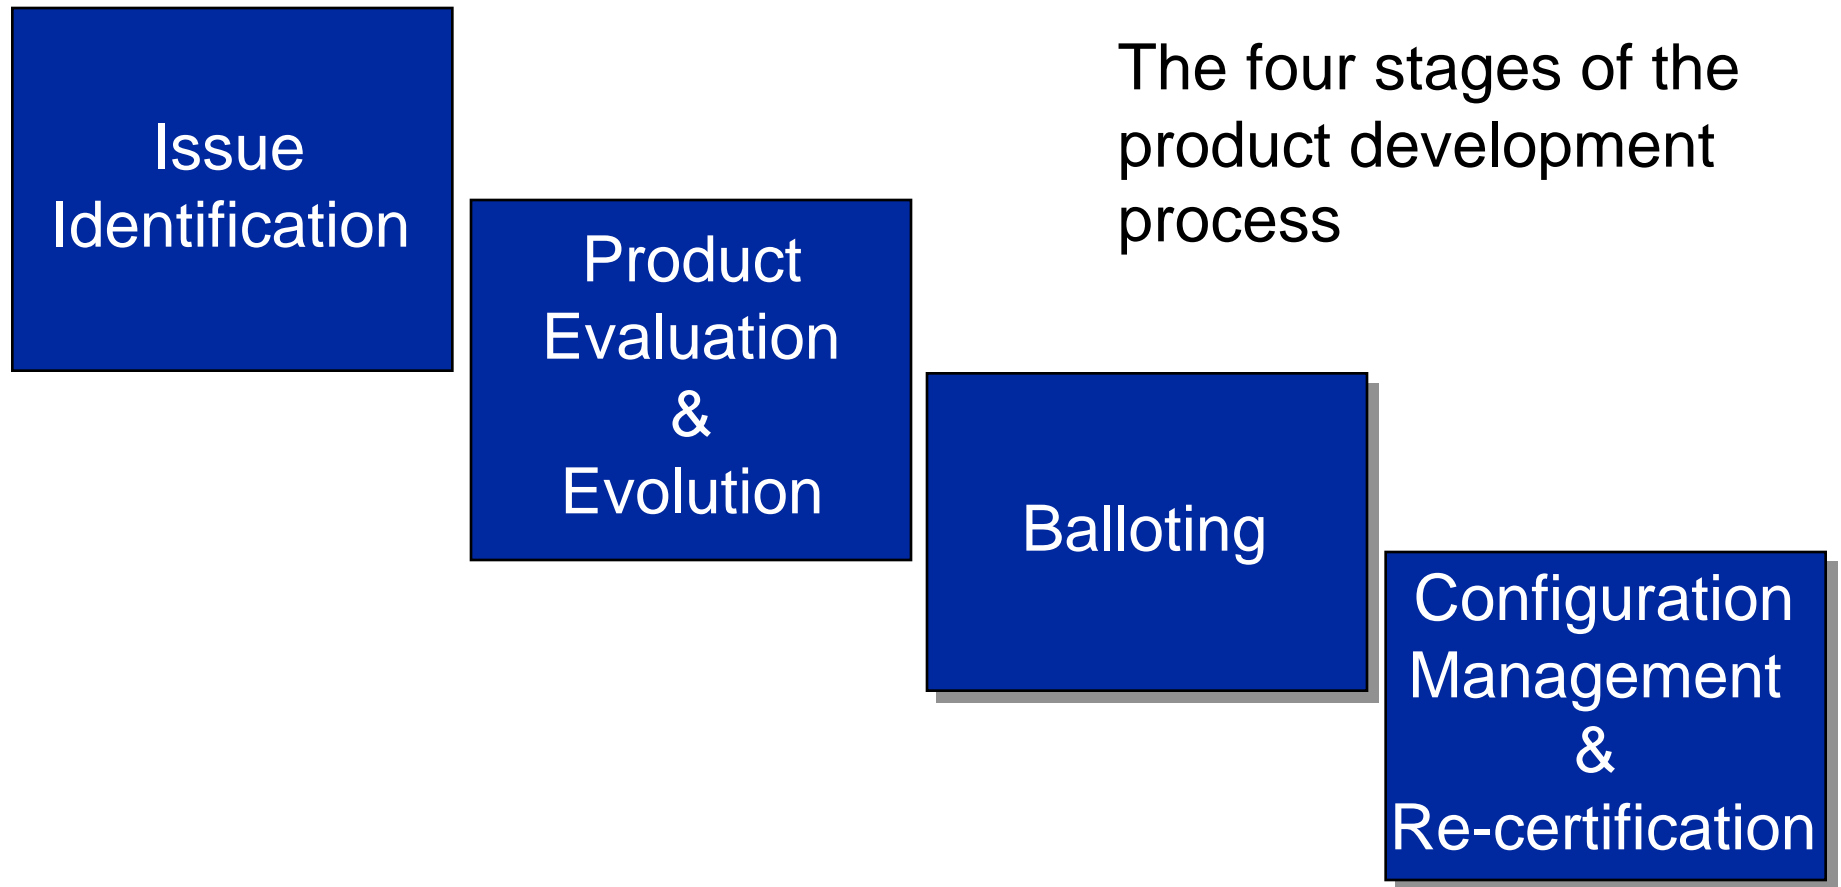 Issue
Identification
The four stages of the
product development
process
Product
Evaluation
&
Evolution
Balloting
Configuration
Management
&
Re-certification